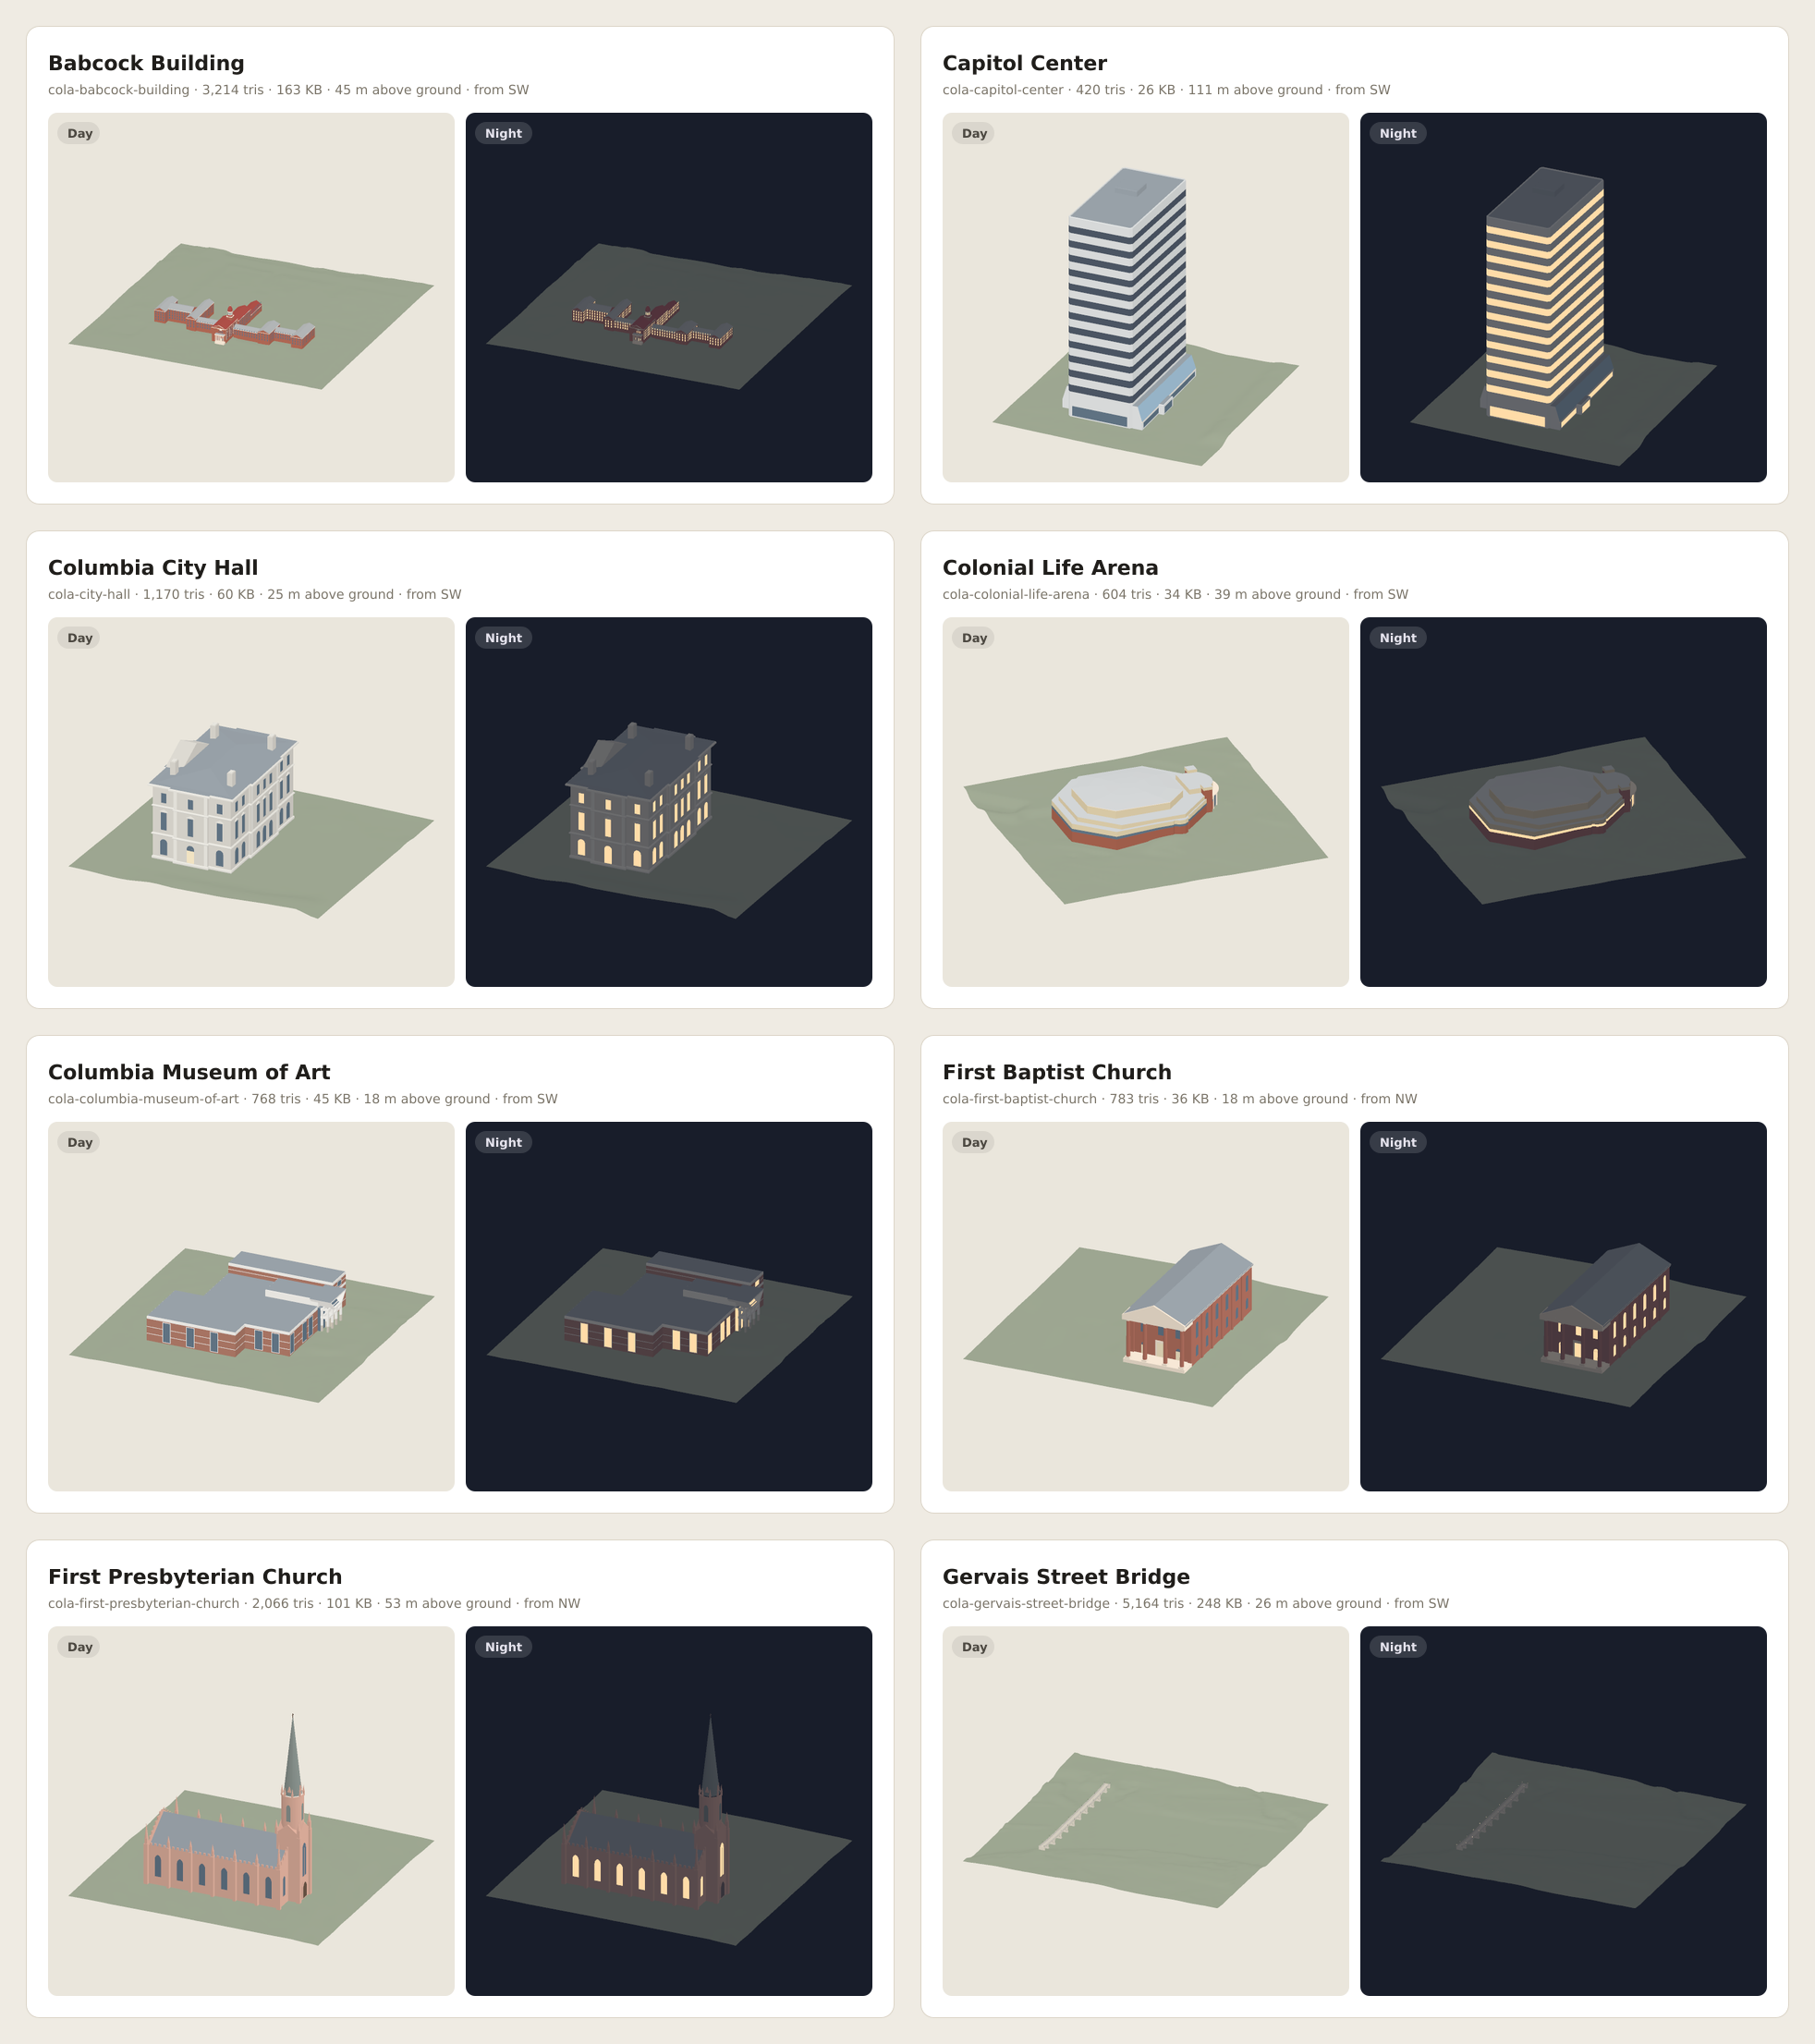 Babcock Building
cola-babcock-building · 3,214 tris · 163 KB · 45 m above ground · from SW
Day
Night
Capitol Center
cola-capitol-center · 420 tris · 26 KB · 111 m above ground · from SW
Day
Night
Columbia City Hall
cola-city-hall · 1,170 tris · 60 KB · 25 m above ground · from SW
Day
Night
Colonial Life Arena
cola-colonial-life-arena · 604 tris · 34 KB · 39 m above ground · from SW
Day
Night
Columbia Museum of Art
cola-columbia-museum-of-art · 768 tris · 45 KB · 18 m above ground · from SW
Day
Night
First Baptist Church
cola-first-baptist-church · 783 tris · 36 KB · 18 m above ground · from NW
Day
Night
First Presbyterian Church
cola-first-presbyterian-church · 2,066 tris · 101 KB · 53 m above ground · from NW
Day
Night
Gervais Street Bridge
cola-gervais-street-bridge · 5,164 tris · 248 KB · 26 m above ground · from SW
Day
Night